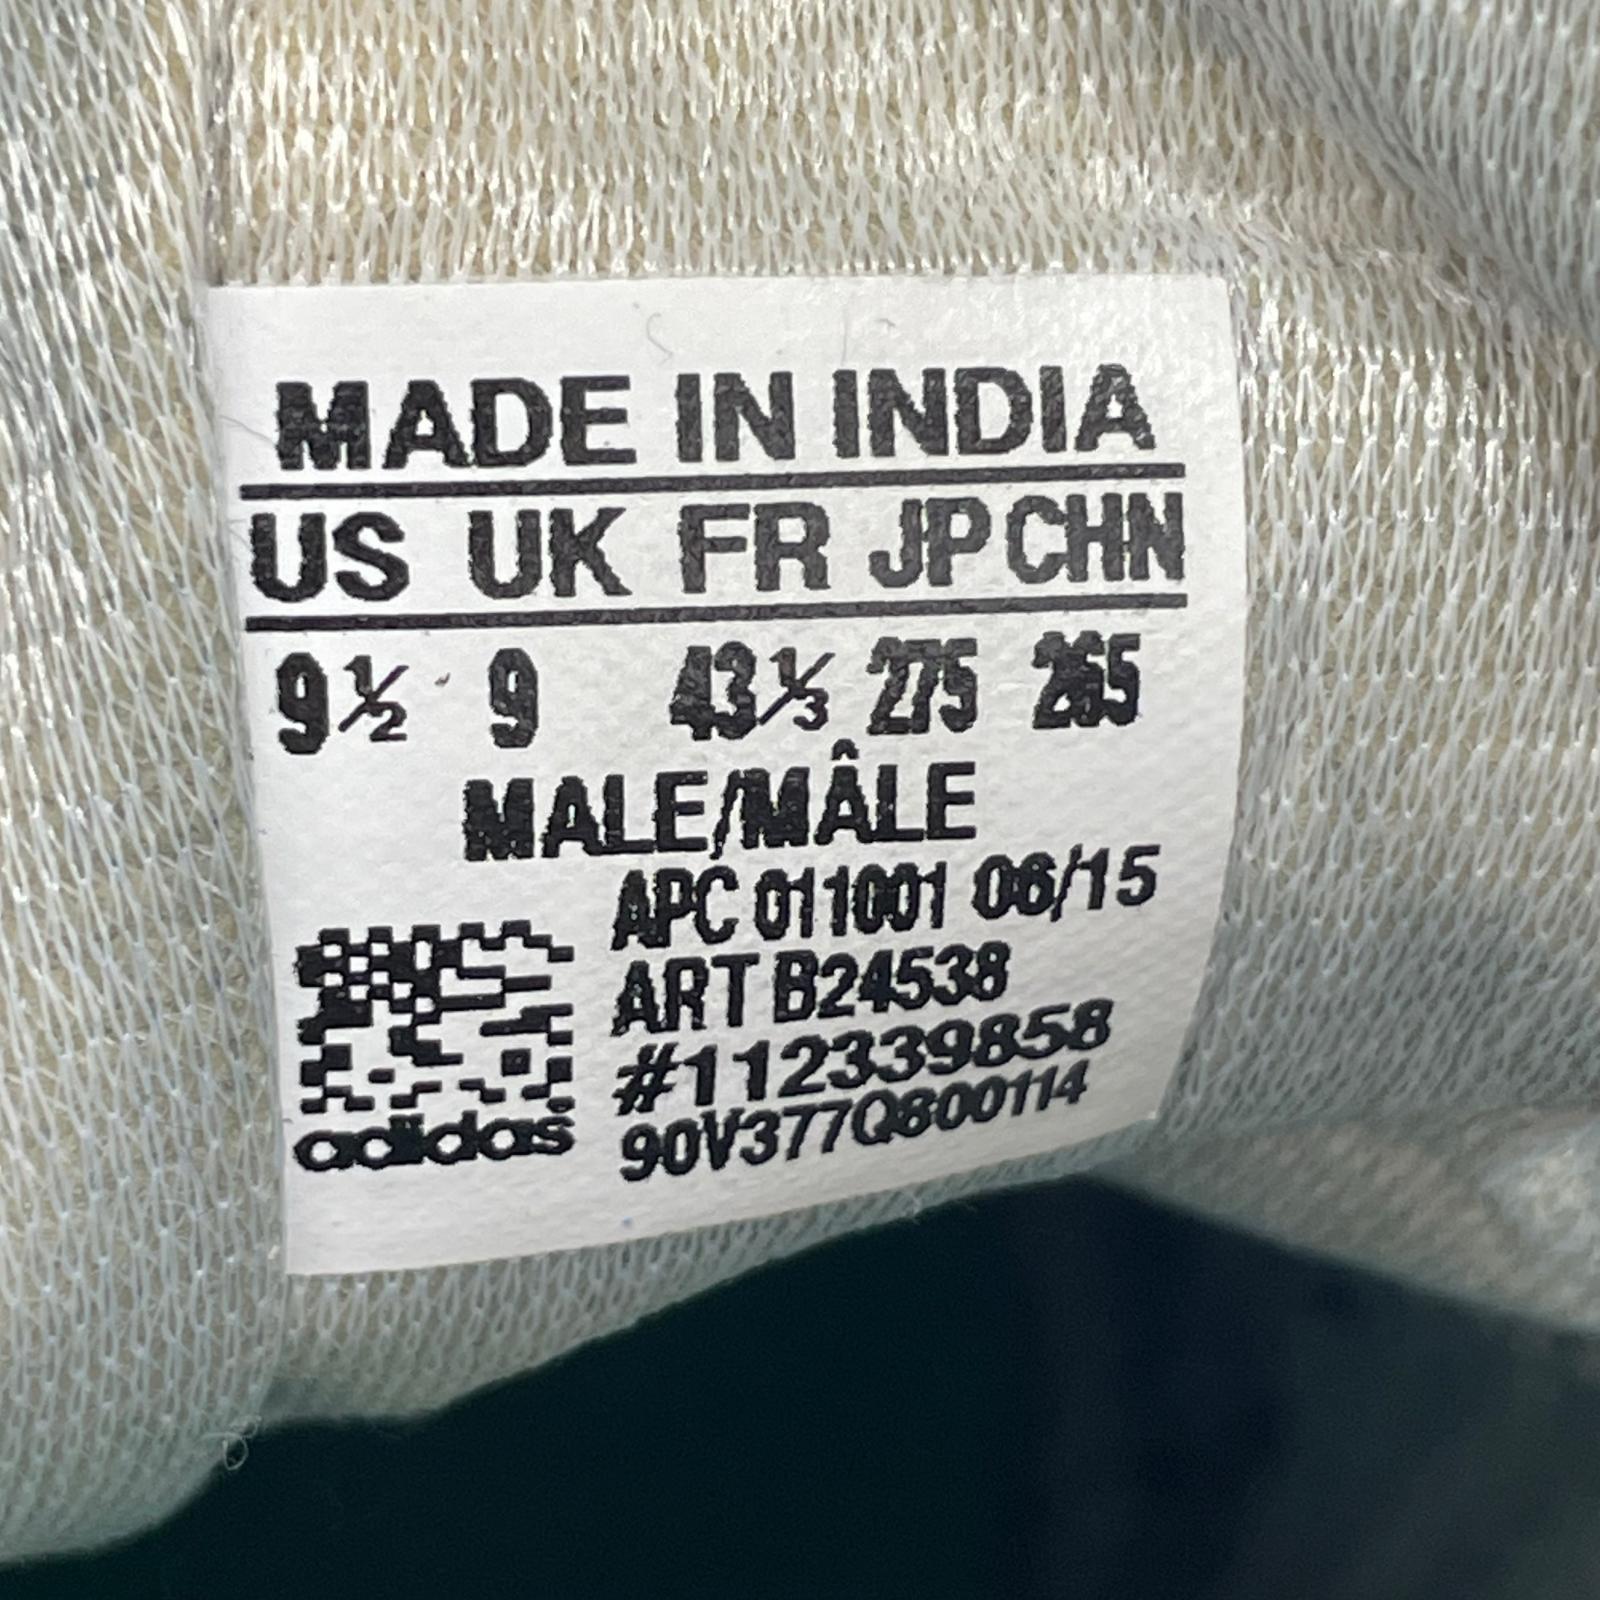 MADE IN INDIA
US UK FR JP CHN
9½ 9 43⅓ 275 265
MALE/MÂLE
APC 011001 06/15
ART B24538
#112339858
90V377Q800114
adidas